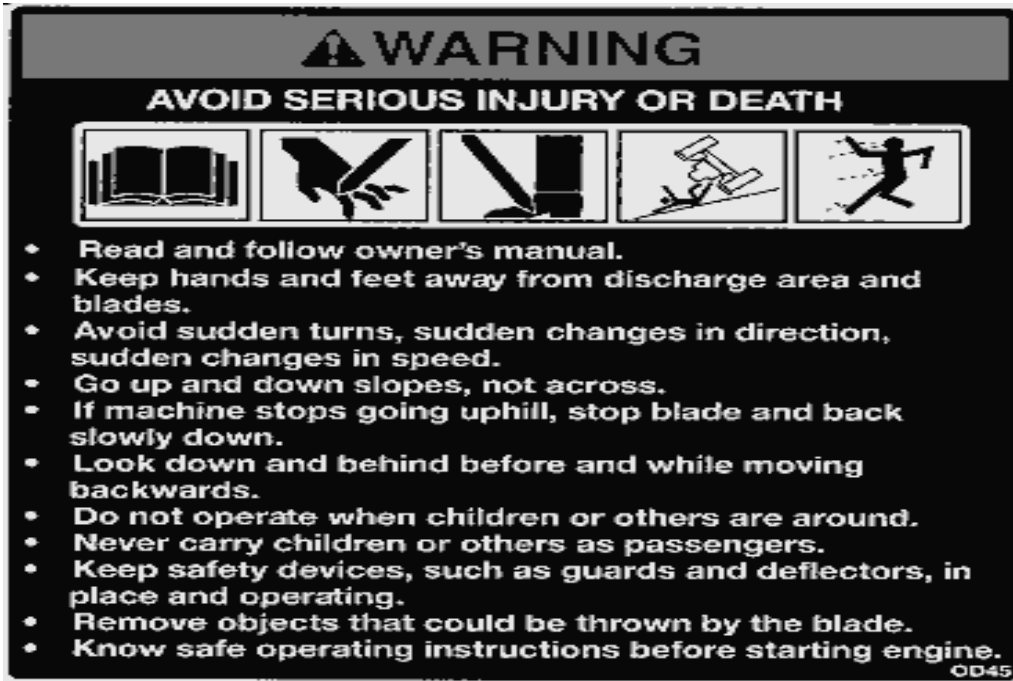 WARNING
AVOID SERIOUS INJURY OR DEATH
• Read and follow owner's manual.
• Keep hands and feet away from discharge area and
blades.
• Avoid sudden turns, sudden changes in direction,
sudden changes in speed.
• Go up and down slopes, not across.
• If machine stops going uphill, stop blade and back
slowly down.
• Look down and behind before and while moving
backwards.
• Do not operate when children or others are around.
• Never carry children or others as passengers.
• Keep safety devices, such as guards and deflectors, in
place and operating.
• Remove objects that could be thrown by the blade.
• Know safe operating instructions before starting engine.
OD45